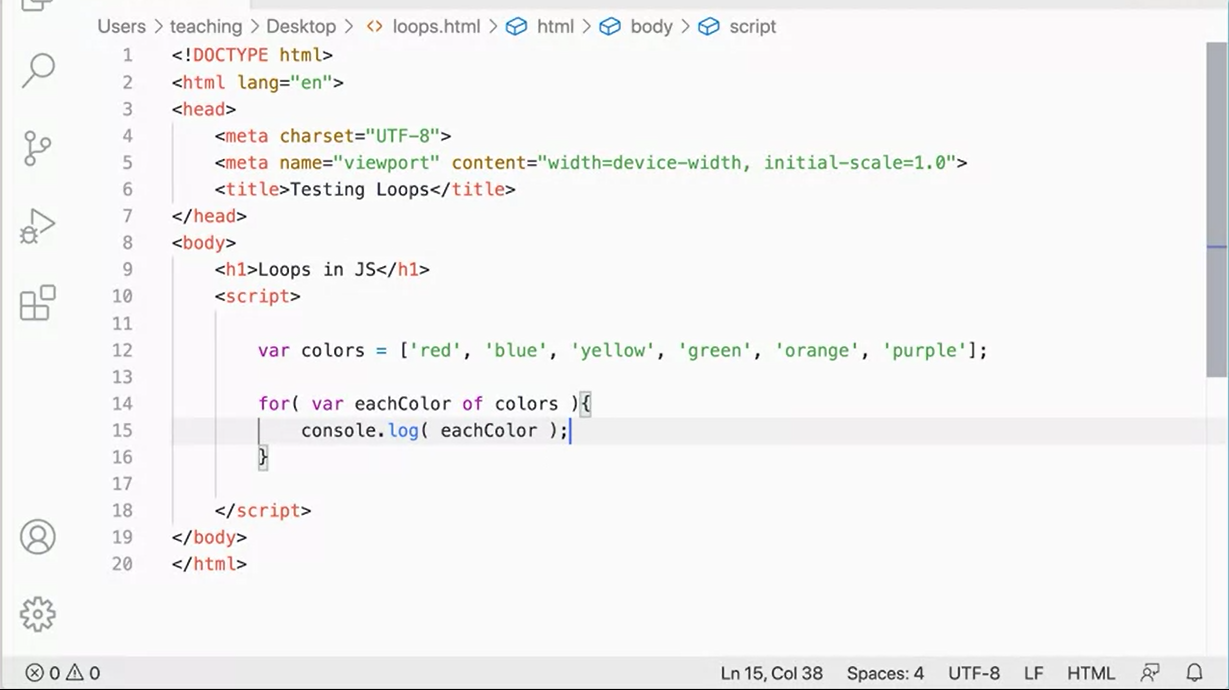 Users > teaching > Desktop > <> loops.html > html > body > script
1 <!DOCTYPE html>
2 <html lang="en">
3 <head>
4     <meta charset="UTF-8">
5     <meta name="viewport" content="width=device-width, initial-scale=1.0">
6     <title>Testing Loops</title>
7 </head>
8 <body>
9     <h1>Loops in JS</h1>
10     <script>
11
12         var colors = ['red', 'blue', 'yellow', 'green', 'orange', 'purple'];
13
14         for( var eachColor of colors ){
15             console.log( eachColor );
16         }
17
18     </script>
19 </body>
20 </html>
0 0 Ln 15, Col 38 Spaces: 4 UTF-8 LF HTML